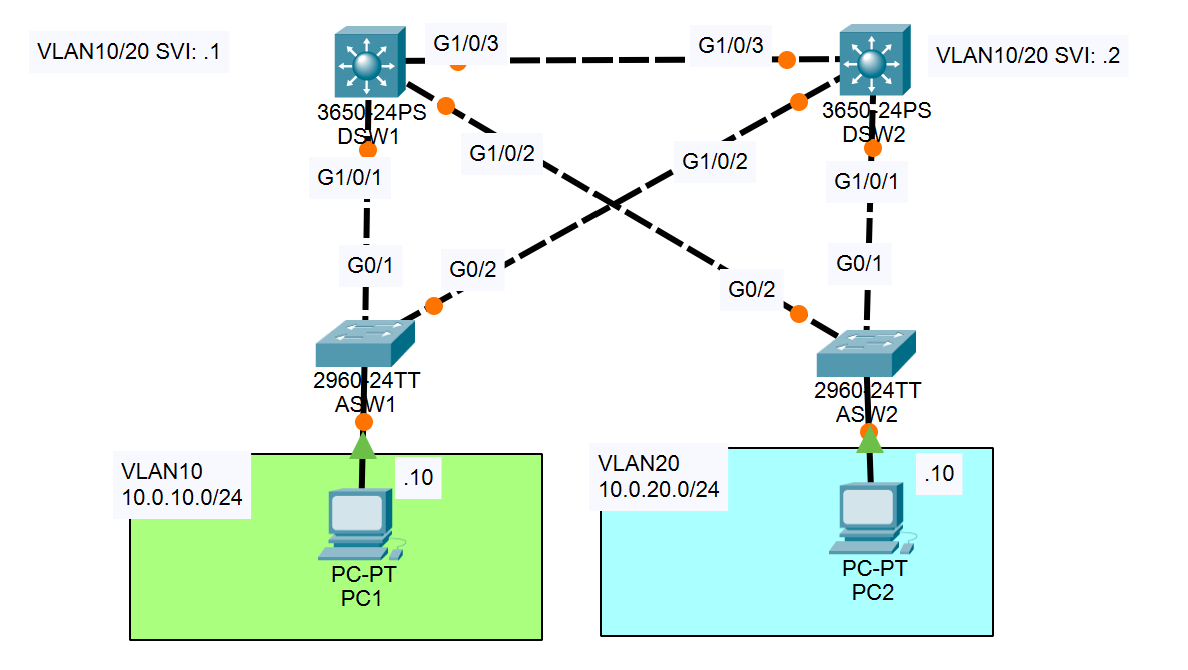 VLAN10/20 SVI: .1
G1/0/3
G1/0/3
VLAN10/20 SVI: .2
3650-24PS
DSW1
3650-24PS
DSW2
G1/0/1
G1/0/2
G1/0/2
G1/0/1
G0/1
G0/2
G0/2
G0/1
2960-24TT
ASW1
2960-24TT
ASW2
VLAN10
10.0.10.0/24
.10
VLAN20
10.0.20.0/24
.10
PC-PT
PC1
PC-PT
PC2